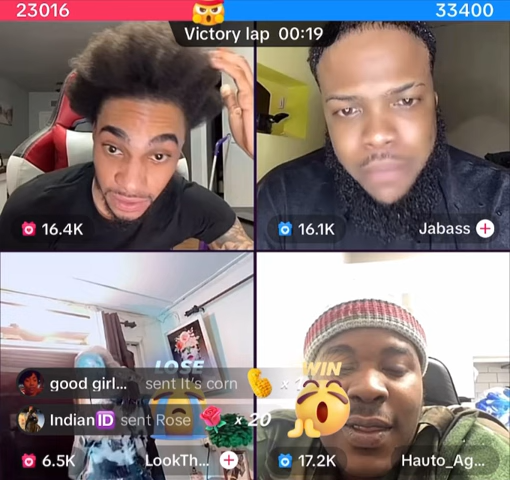 23016
33400
Victory lap 00:19
16.4K
16.1K
Jabass
LOSE
WIN
good girl...
sent It's corn
x
Indian🆔 sent Rose
x 20
6.5K
LookTh...
17.2K
Hauto_Ag...